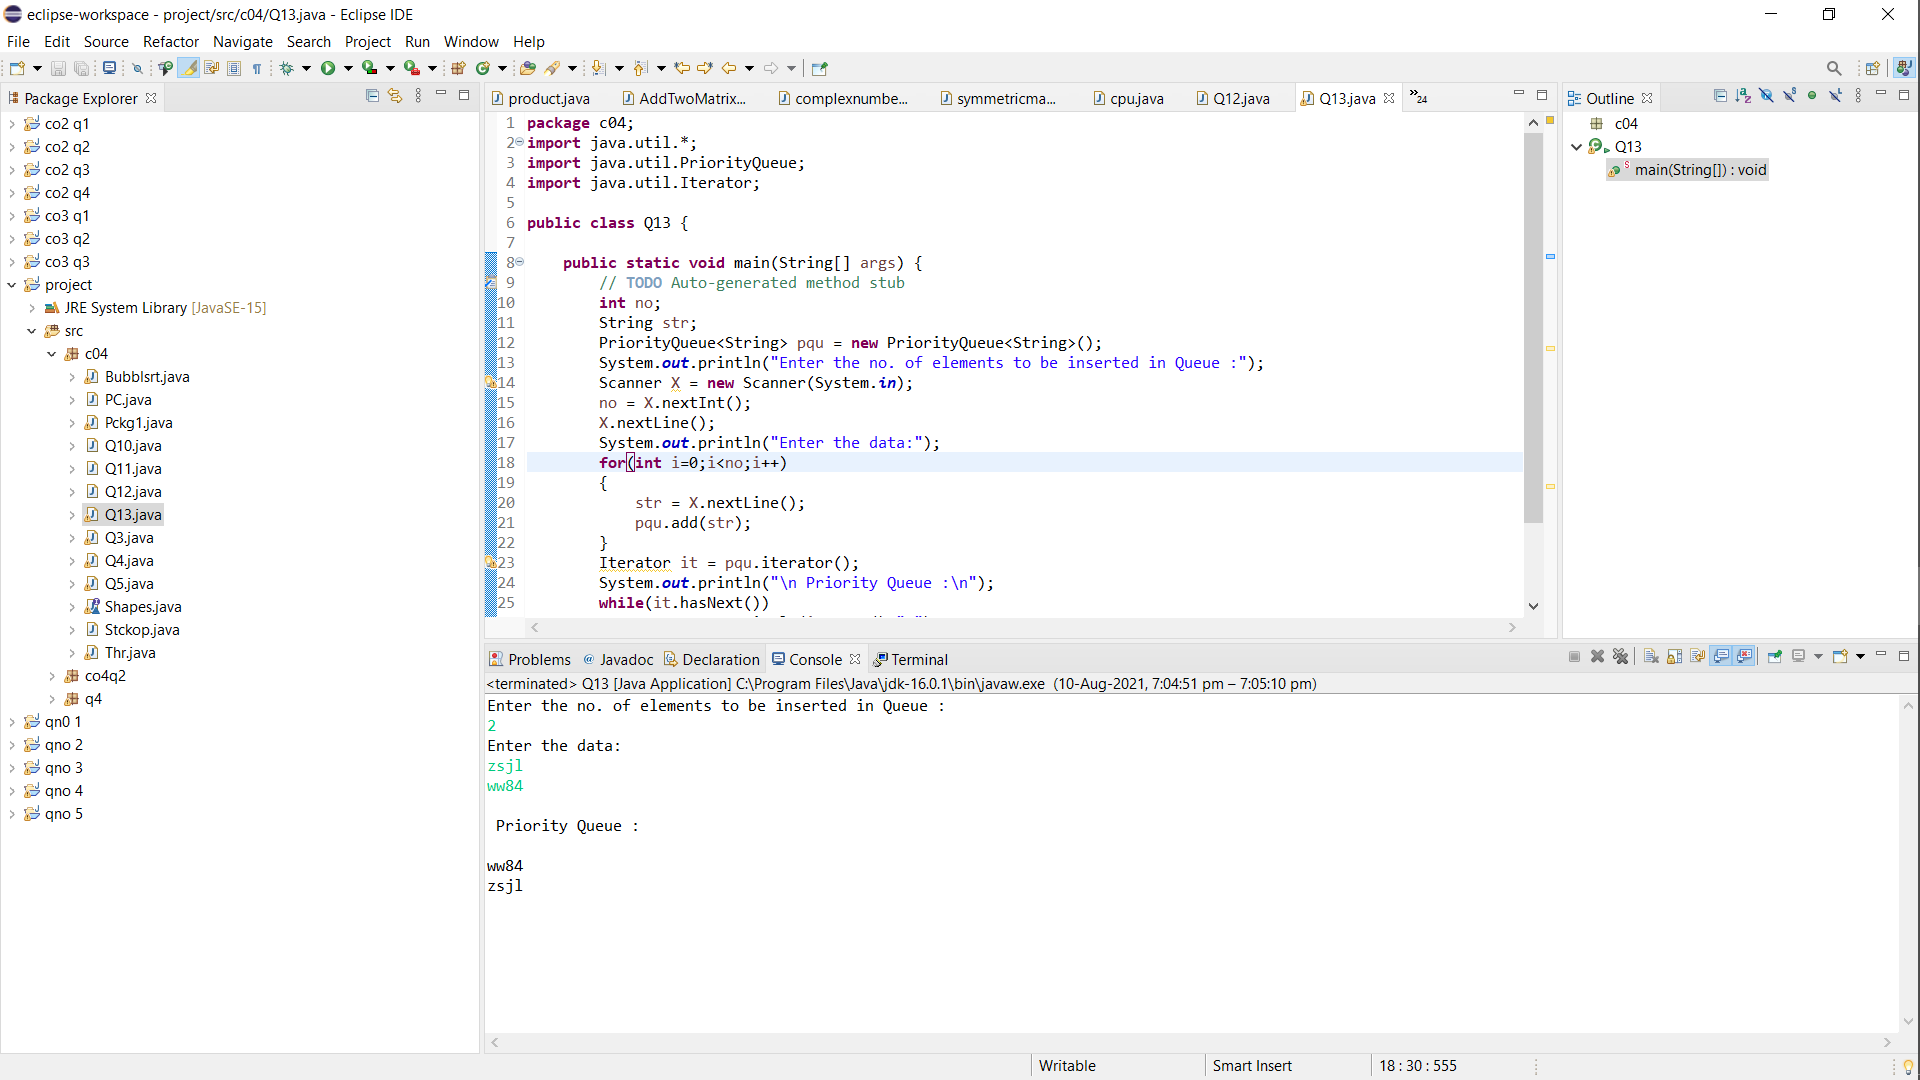 eclipse-workspace - project/src/c04/Q13.java - Eclipse IDE
File Edit Source Refactor Navigate Search Project Run Window Help
Package Explorer
co2 q1
co2 q2
co2 q3
co2 q4
co3 q1
co3 q2
co3 q3
project
JRE System Library [JavaSE-15]
src
c04
Bubblsrt.java
PC.java
Pckg1.java
Q10.java
Q11.java
Q12.java
Q13.java
Q3.java
Q4.java
Q5.java
Shapes.java
Stckop.java
Thr.java
co4q2
q4
qn0 1
qno 2
qno 3
qno 4
qno 5
product.java AddTwoMatrix... complexnumbe... symmetricma... cpu.java Q12.java Q13.java »24
1 package c04;
2 import java.util.*;
3 import java.util.PriorityQueue;
4 import java.util.Iterator;
5
6 public class Q13 {
7
8 public static void main(String[] args) {
9 // TODO Auto-generated method stub
10 int no;
11 String str;
12 PriorityQueue<String> pqu = new PriorityQueue<String>();
13 System.out.println("Enter the no. of elements to be inserted in Queue :");
14 Scanner X = new Scanner(System.in);
15 no = X.nextInt();
16 X.nextLine();
17 System.out.println("Enter the data:");
18 for(int i=0;i<no;i++)
19 {
20 str = X.nextLine();
21 pqu.add(str);
22 }
23 Iterator it = pqu.iterator();
24 System.out.println("\n Priority Queue :\n");
25 while(it.hasNext())
Outline
c04
Q13
main(String[]) : void
Problems @ Javadoc Declaration Console Terminal
<terminated> Q13 [Java Application] C:\Program Files\Java\jdk-16.0.1\bin\javaw.exe (10-Aug-2021, 7:04:51 pm – 7:05:10 pm)
Enter the no. of elements to be inserted in Queue :
2
Enter the data:
zsjl
ww84
Priority Queue :
ww84
zsjl
Writable Smart Insert 18 : 30 : 555